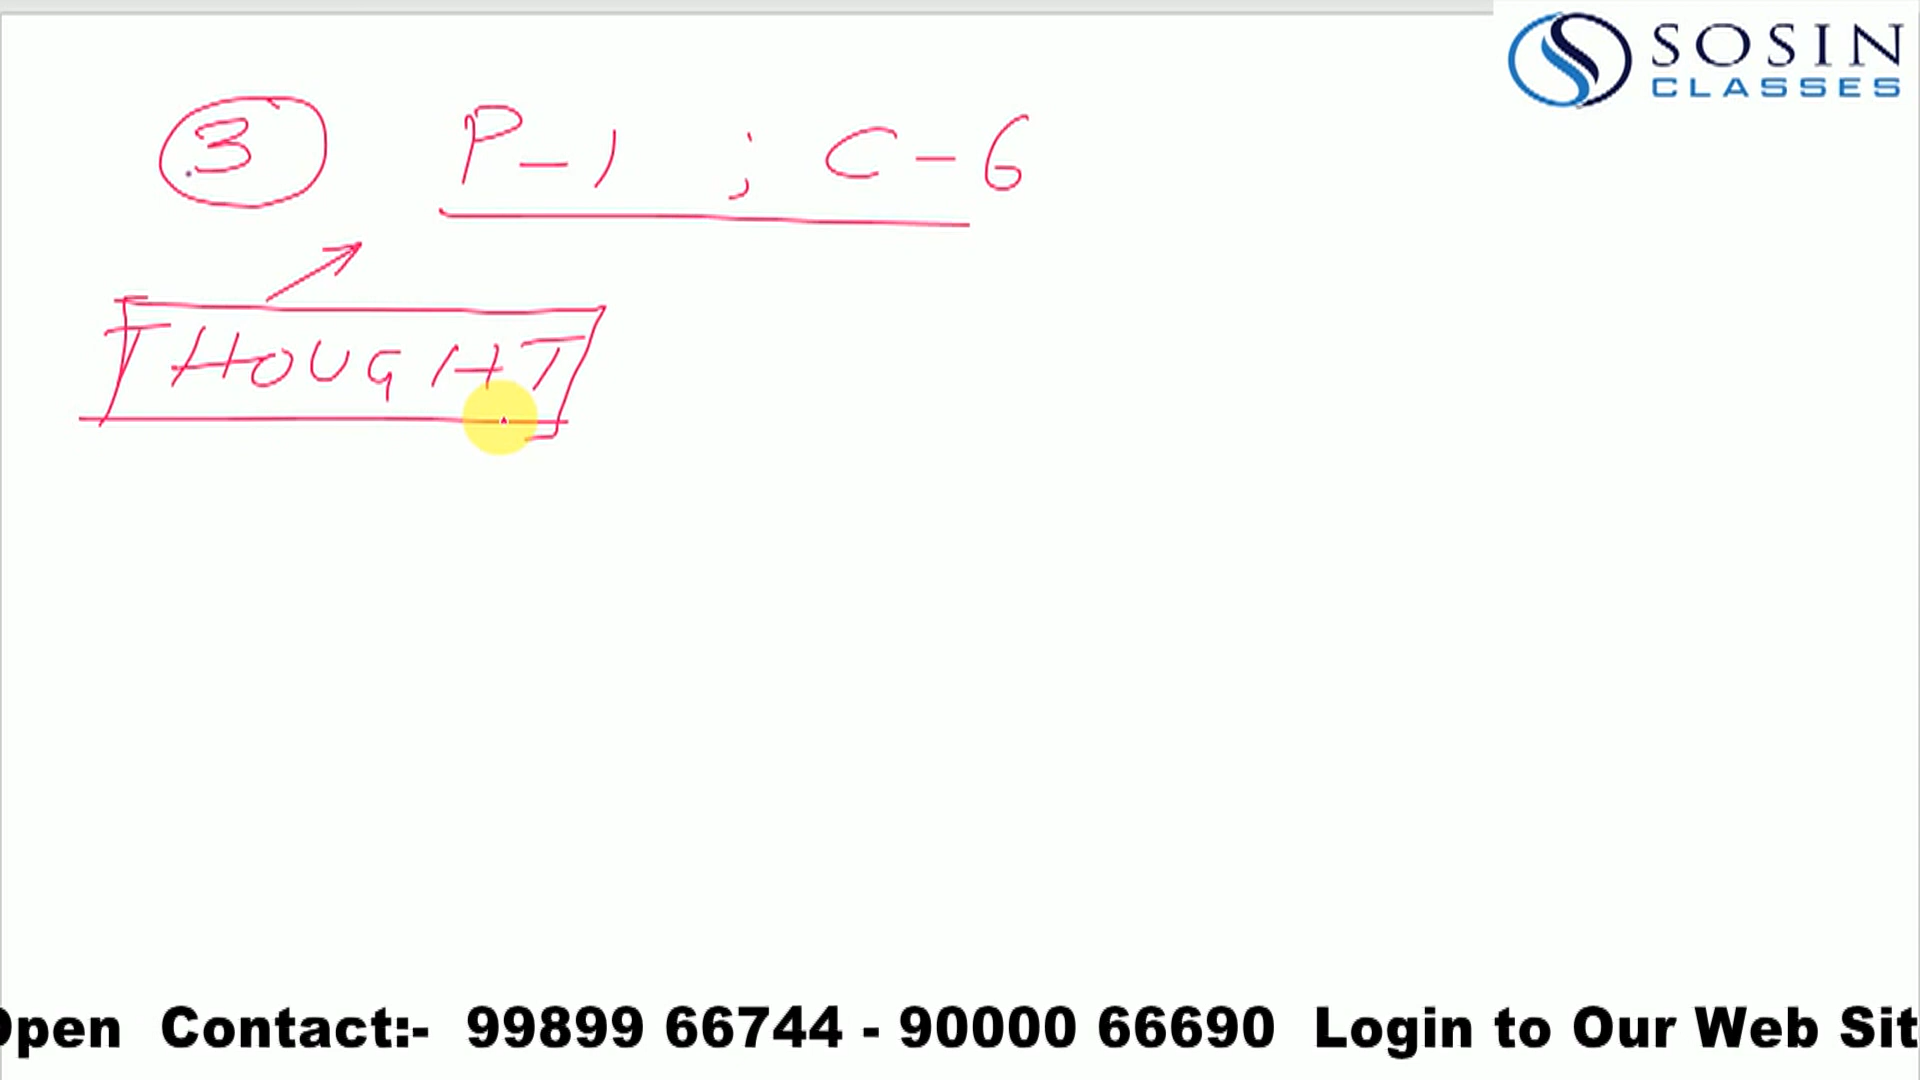 SOSIN
CLASSES
3 P-1 ; C-6
THOUGHT
Open Contact:- 99899 66744 - 90000 66690 Login to Our Web Sit